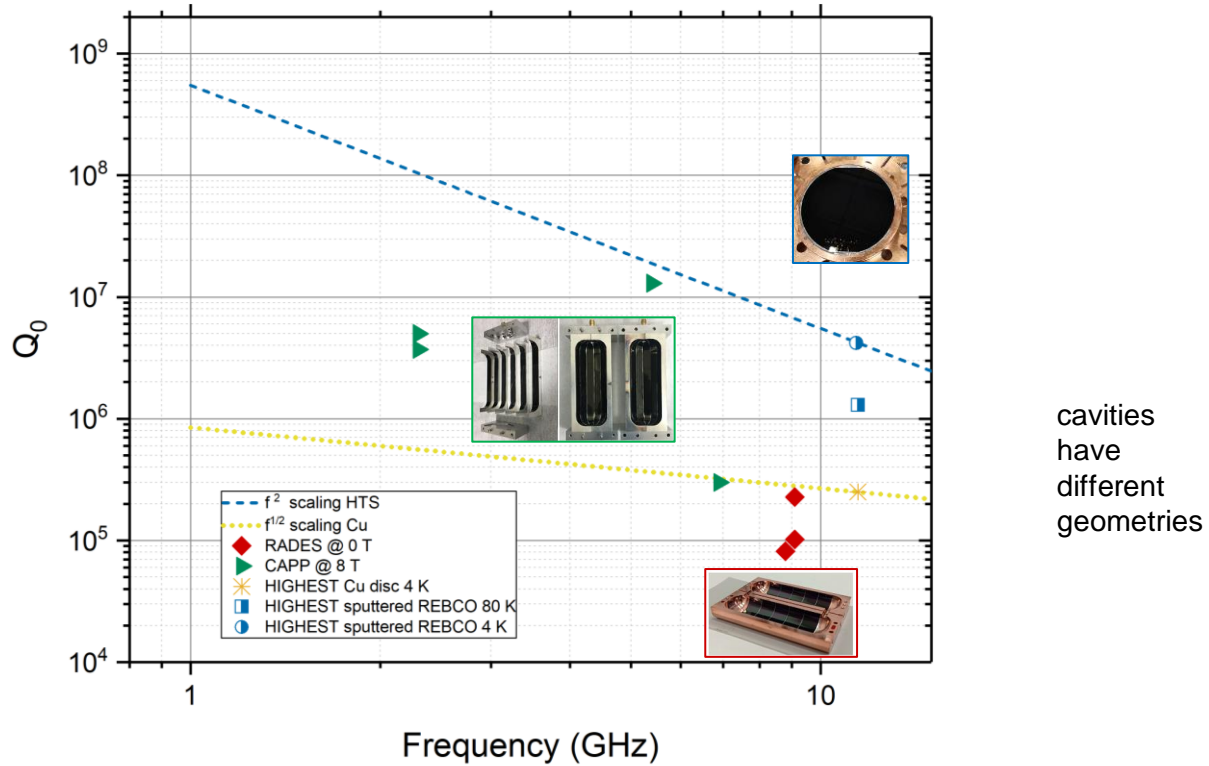 10⁹
10⁸
10⁷
10⁶
10⁵
10⁴
Q₀
f ² scaling HTS
f^1/2 scaling Cu
RADES @ 0 T
CAPP @ 8 T
HIGHEST Cu disc 4 K
HIGHEST sputtered REBCO 80 K
HIGHEST sputtered REBCO 4 K
1
10
Frequency (GHz)
cavities
have
different
geometries